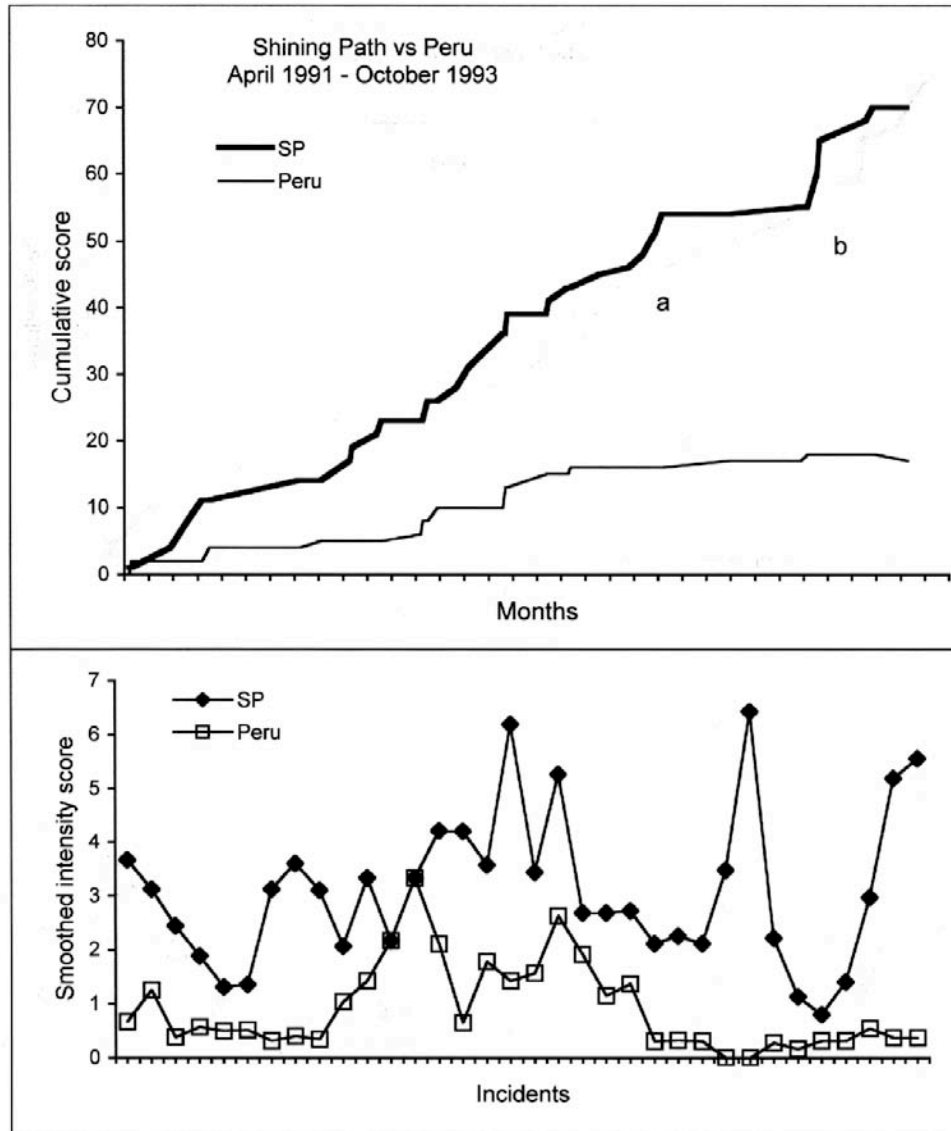 Shining Path vs Peru
April 1991 - October 1993
SP
Peru
Cumulative score
80
70
60
50
40
30
20
10
0
a
b
Months
SP
Peru
Smoothed intensity score
7
6
5
4
3
2
1
0
Incidents